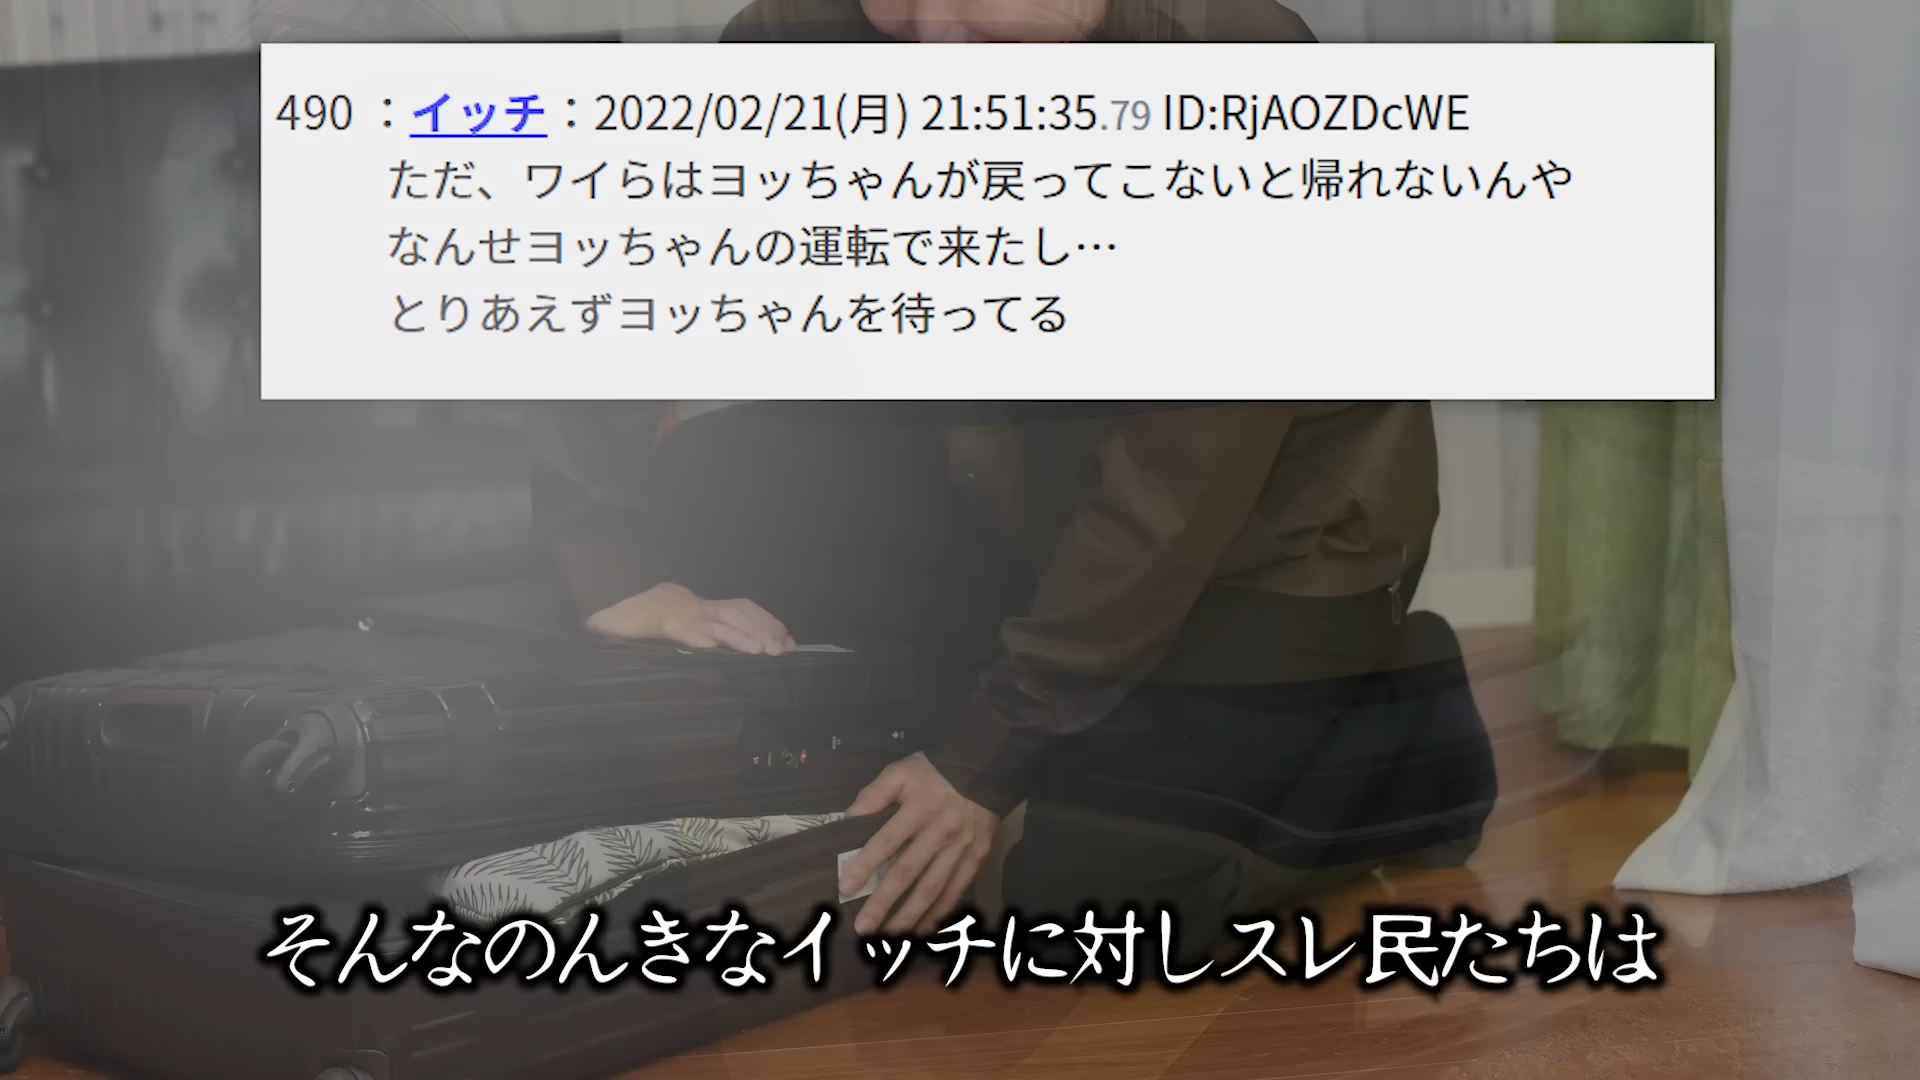 490 ：イッチ：2022/02/21(月) 21:51:35.79 ID:RjAOZDcWE
ただ、ワイらはヨッちゃんが戻ってこないと帰れないんや
なんせヨッちゃんの運転で来たし…
とりあえずヨッちゃんを待ってる
そんなのんきなイッチに対しスレ民たちは